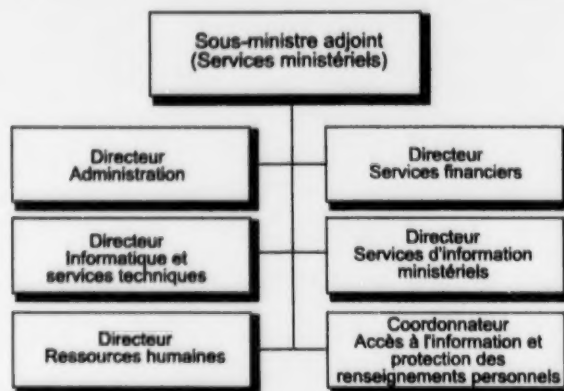 Sous-ministre adjoint
(Services ministériels)
Directeur
Administration
Directeur
Services financiers
Directeur
Informatique et
services techniques
Directeur
Services d'information
ministériels
Directeur
Ressources humaines
Coordonnateur
Accès à l'information et
protection des
renseignements personnels